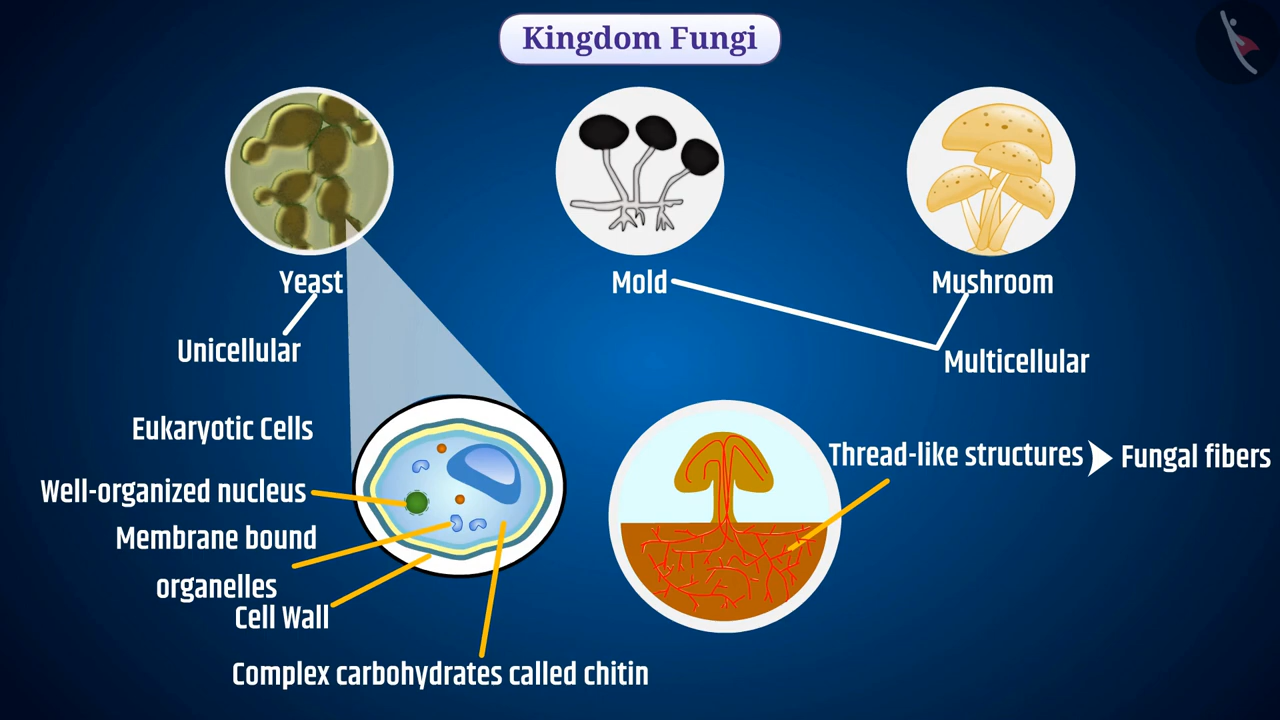 Kingdom Fungi
Yeast
Mold
Mushroom
Unicellular
Multicellular
Eukaryotic Cells
Well-organized nucleus
Membrane bound
organelles
Cell Wall
Complex carbohydrates called chitin
Thread-like structures
Fungal fibers